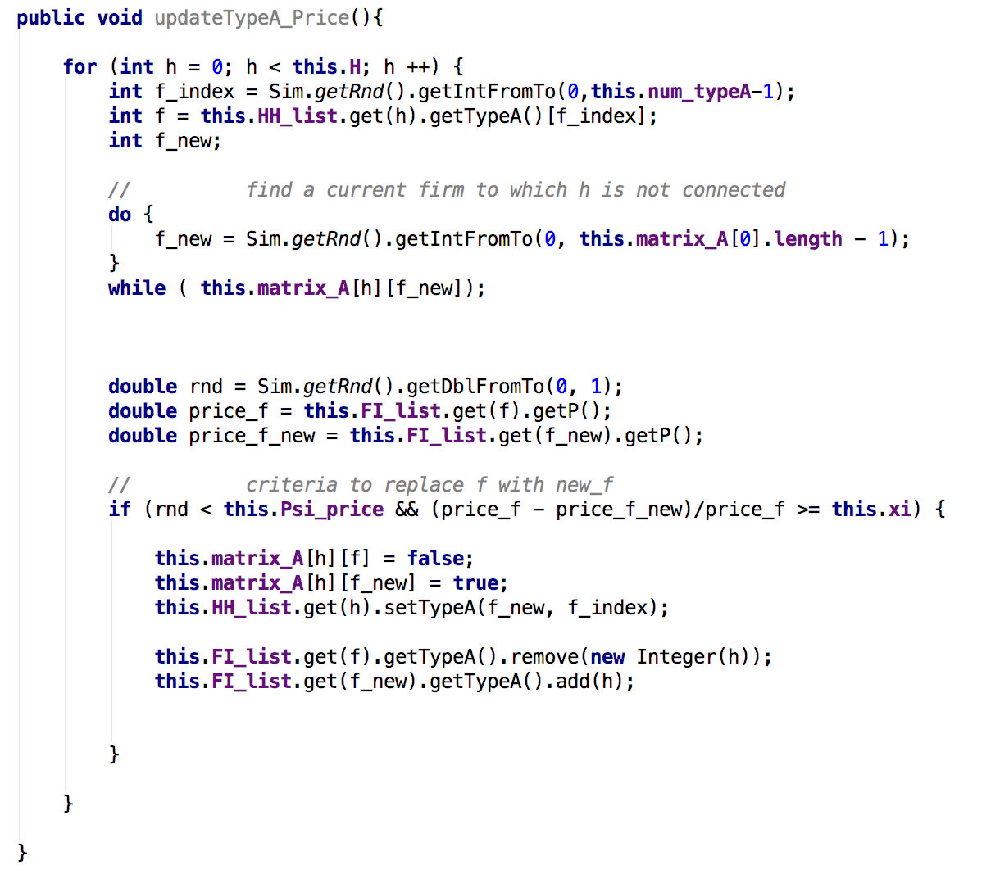 public void updateTypeA_Price(){
for (int h = 0; h < this.H; h ++) {
int f_index = Sim.getRnd().getIntFromTo(0,this.num_typeA-1);
int f = this.HH_list.get(h).getTypeA()[f_index];
int f_new;
// find a current firm to which h is not connected
do {
f_new = Sim.getRnd().getIntFromTo(0, this.matrix_A[0].length - 1);
}
while ( this.matrix_A[h][f_new]);
double rnd = Sim.getRnd().getDblFromTo(0, 1);
double price_f = this.FI_list.get(f).getP();
double price_f_new = this.FI_list.get(f_new).getP();
// criteria to replace f with new_f
if (rnd < this.Psi_price && (price_f - price_f_new)/price_f >= this.xi) {
this.matrix_A[h][f] = false;
this.matrix_A[h][f_new] = true;
this.HH_list.get(h).setTypeA(f_new, f_index);
this.FI_list.get(f).getTypeA().remove(new Integer(h));
this.FI_list.get(f_new).getTypeA().add(h);
}
}
}